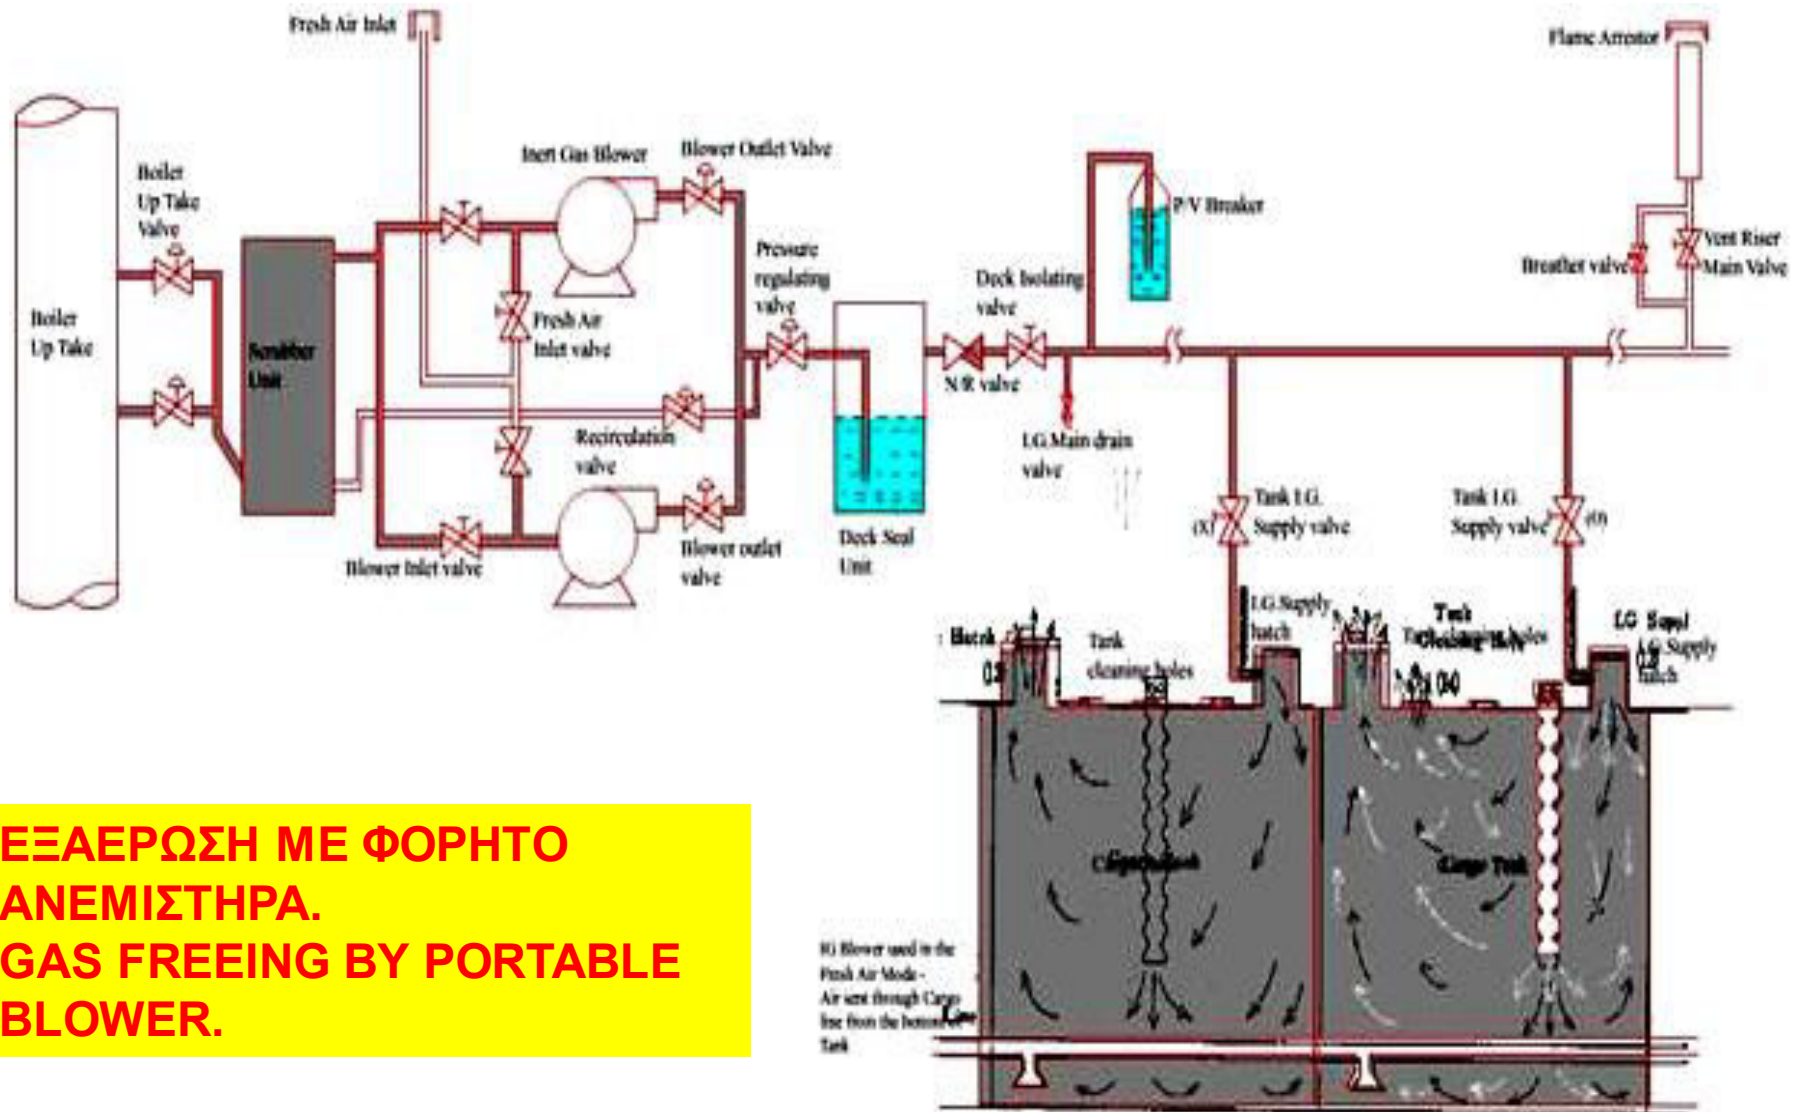 Fresh Air Inlet
Flame Arrestor
Boiler
Up Take
Valve
Inert Gas Blower
Blower Outlet Valve
P/V Breaker
Vent Riser
Main Valve
Breather valve
Pressure
regulating
valve
Deck Isolating
valve
Boiler
Up Take
Scrubber
Unit
Fresh Air
Inlet valve
N/R valve
Recirculation
valve
I.G.Main drain
valve
Tank I.G.
Supply valve
(X)
Tank I.G.
Supply valve
(O)
Blower Inlet valve
Blower outlet
valve
Deck Seal
Unit
I.G.Supply
hatch
Tank
cleaning holes
Tank
I.G.Supply
hatch
Cargo Tank
ΕΞΑΕΡΩΣΗ ΜΕ ΦΟΡΗΤΟ
ΑΝΕΜΙΣΤΗΡΑ.
GAS FREEING BY PORTABLE
BLOWER.
IG Blower used in the
Fresh Air Mode -
Air sent through Cargo
line from the bottom of
Tank